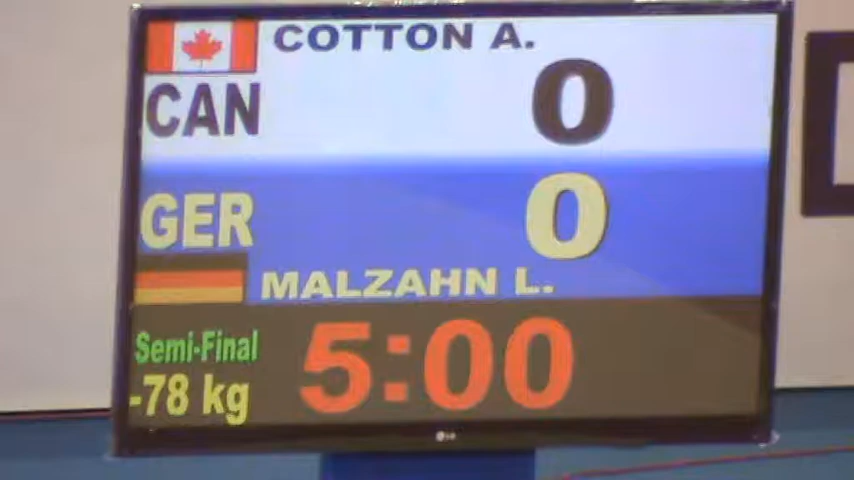 COTTON A.
CAN 0
GER 0
MALZAHN L.
Semi-Final
-78 kg
5:00
LG